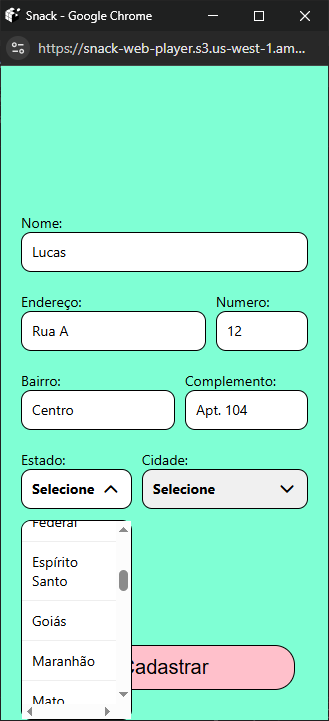 Snack - Google Chrome
https://snack-web-player.s3.us-west-1.am...
Nome:
Lucas
Endereço: Numero:
Rua A 12
Bairro: Complemento:
Centro Apt. 104
Estado: Cidade:
Selecione Selecione
Federal
Espírito
Santo
Goiás
Maranhão
Mato
Cadastrar